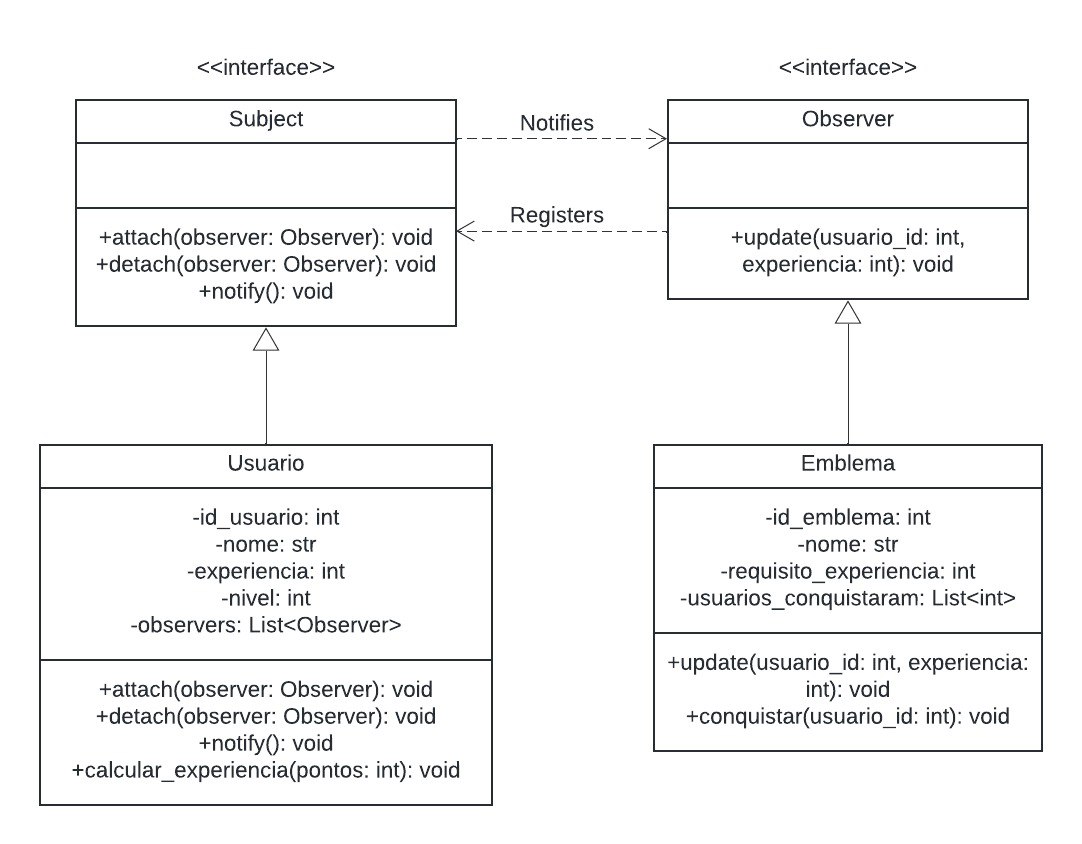 <<interface>>
Subject
+attach(observer: Observer): void
+detach(observer: Observer): void
+notify(): void
Notifies
Registers
<<interface>>
Observer
+update(usuario_id: int,
experiencia: int): void
Usuario
-id_usuario: int
-nome: str
-experiencia: int
-nivel: int
-observers: List<Observer>
+attach(observer: Observer): void
+detach(observer: Observer): void
+notify(): void
+calcular_experiencia(pontos: int): void
Emblema
-id_emblema: int
-nome: str
-requisito_experiencia: int
-usuarios_conquistaram: List<int>
+update(usuario_id: int, experiencia:
int): void
+conquistar(usuario_id: int): void